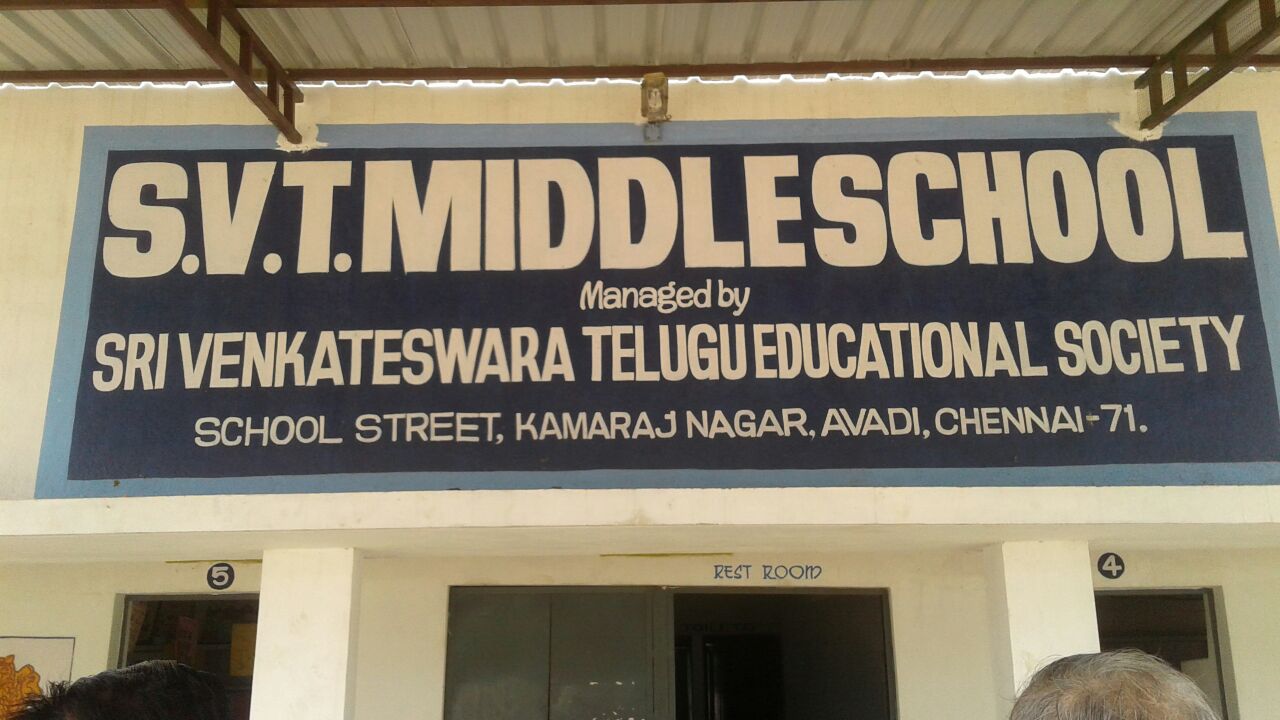 S.V.T. MIDDLE SCHOOL
Managed by
SRI VENKATESWARA TELUGU EDUCATIONAL SOCIETY
SCHOOL STREET, KAMARAJ NAGAR, AVADI, CHENNAI-71.
5
REST ROOM
4